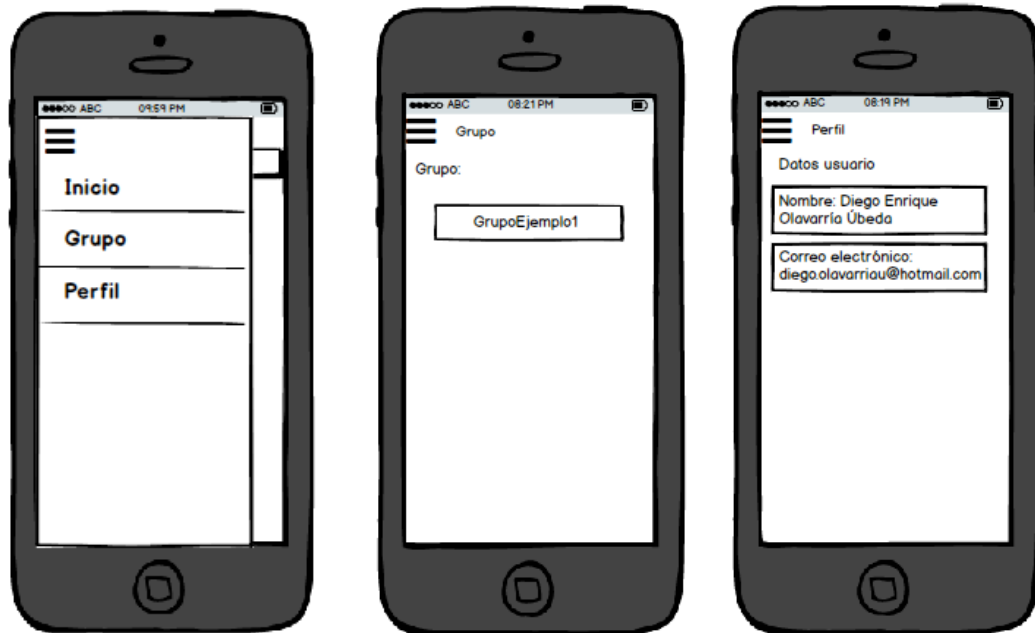 ABC 09:59 PM
Inicio
Grupo
Perfil
ABC 08:21 PM
Grupo
Grupo:
GrupoEjemplo1
ABC 08:19 PM
Perfil
Datos usuario
Nombre: Diego Enrique
Olavarría Úbeda
Correo electrónico:
diego.olavarriau@hotmail.com